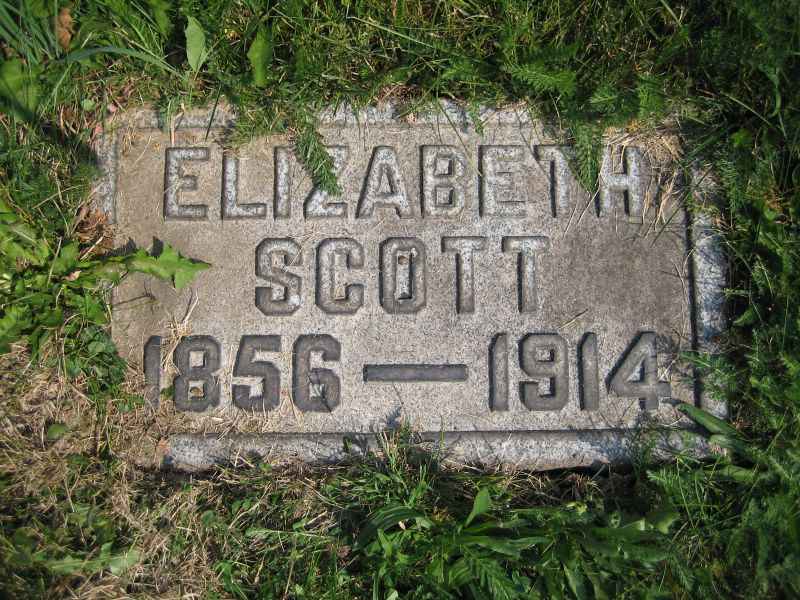 ELIZABETH
SCOTT
1856 — 1914